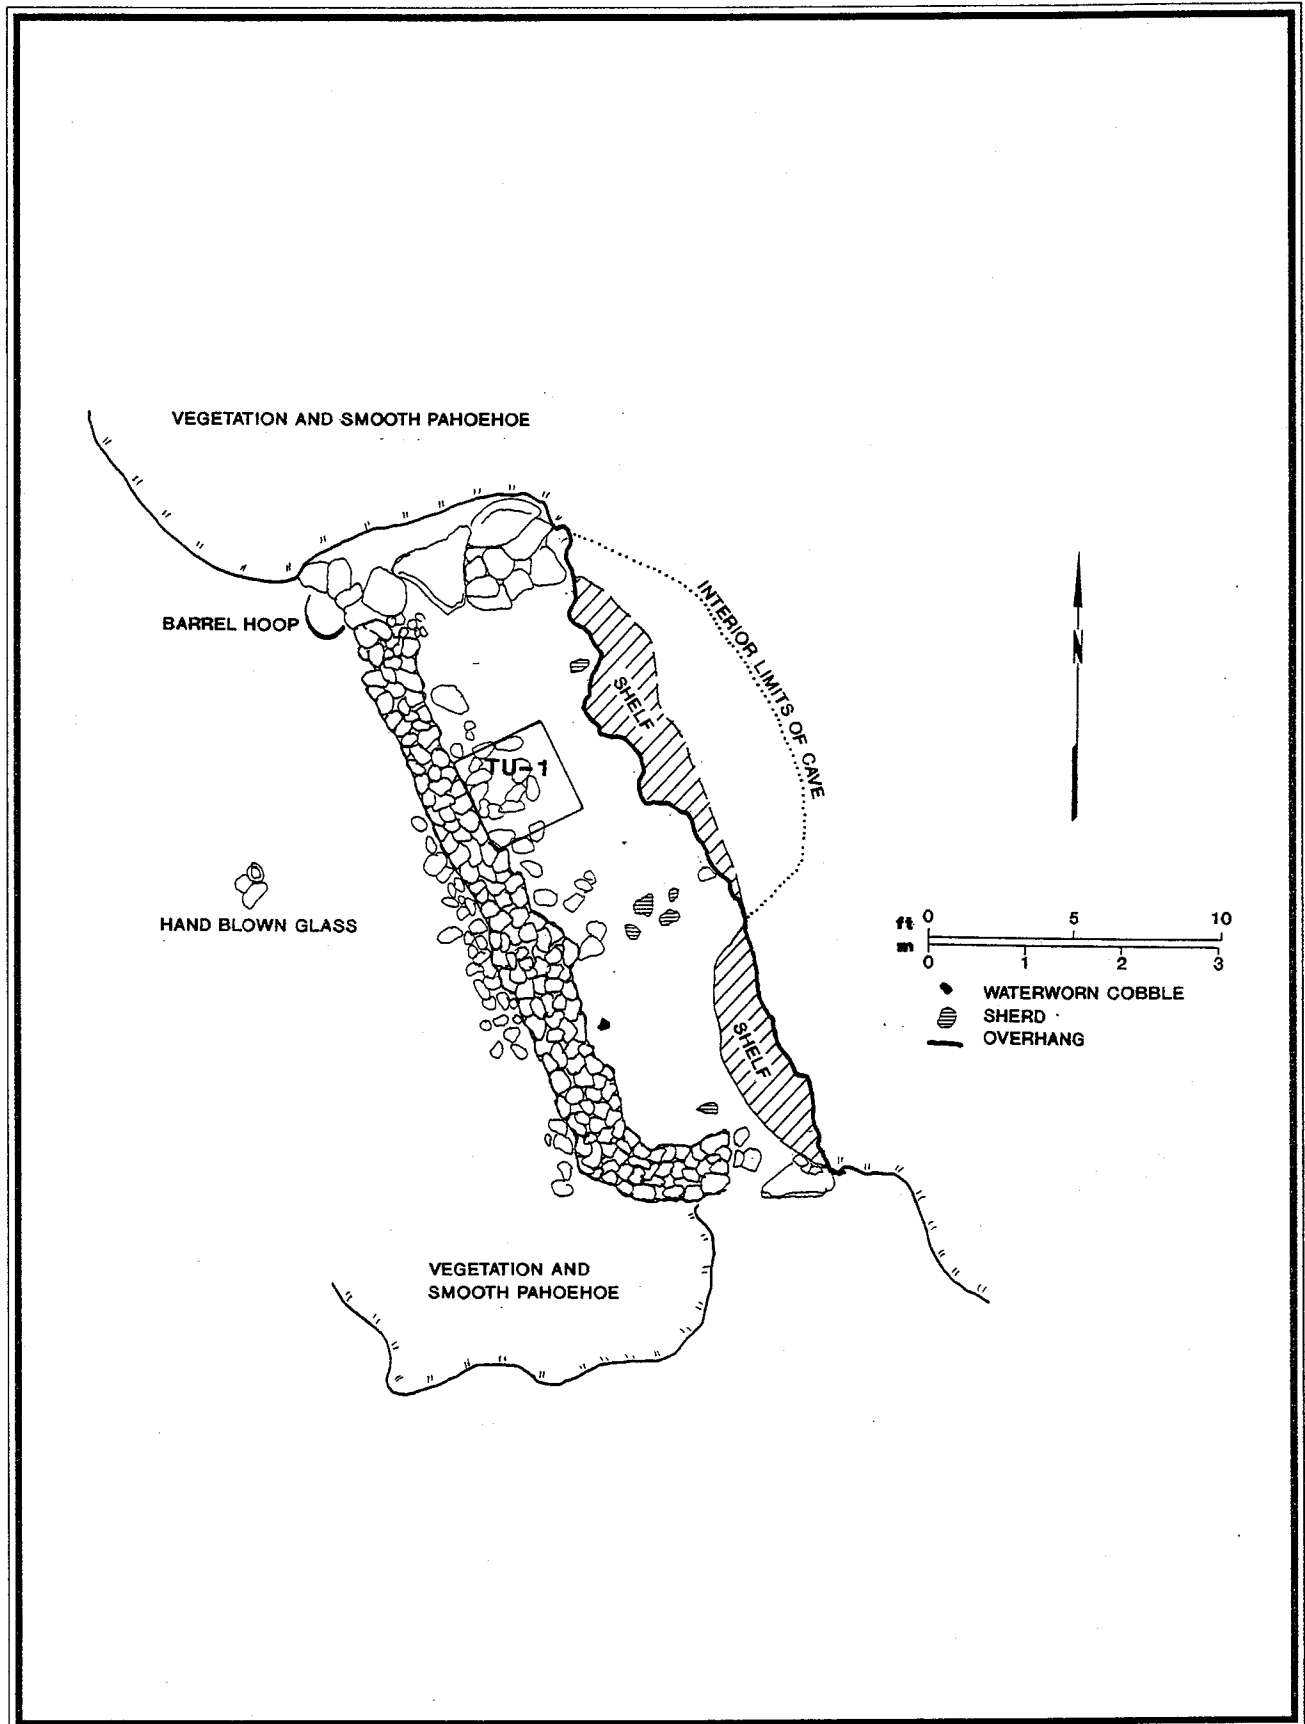 VEGETATION AND SMOOTH PAHOEHOE
BARREL HOOP
INTERIOR LIMITS OF CAVE
SHELF
N
TU-1
HAND BLOWN GLASS
ft 0 5 10
m 0 1 2 3
WATERWORN COBBLE
SHERD
OVERHANG
SHELF
VEGETATION AND
SMOOTH PAHOEHOE